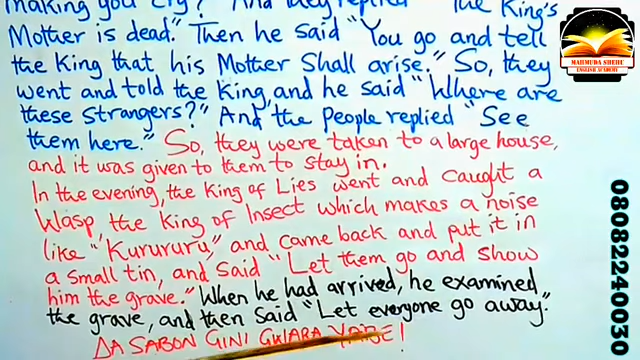 making you cry?" And they replied "The King's
Mother is dead." Then he said "You go and tell
the King that his Mother Shall arise." So, they
went and told the King, and he said "Where are
these strangers?" And the People replied "See
them here." So, they were taken to a large house,
and it was given to them to stay in.
In the evening, the King of Lies went and caught a
Wasp, the King of Insect which makes a noise
like "Kurururu," and came back and put it in
a small tin, and said "Let them go and show
him the grave." When he had arrived, he examined
the grave, and then said "Let everyone go away."
DA SABON GINI GWARA
MAHMUDA SHEHU
ENGLISH ACADEMY
08082240030